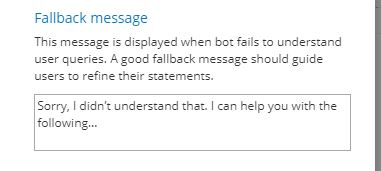 Fallback message
This message is displayed when bot fails to understand
user queries. A good fallback message should guide
users to refine their statements.
Sorry, I didn't understand that. I can help you with the
following...